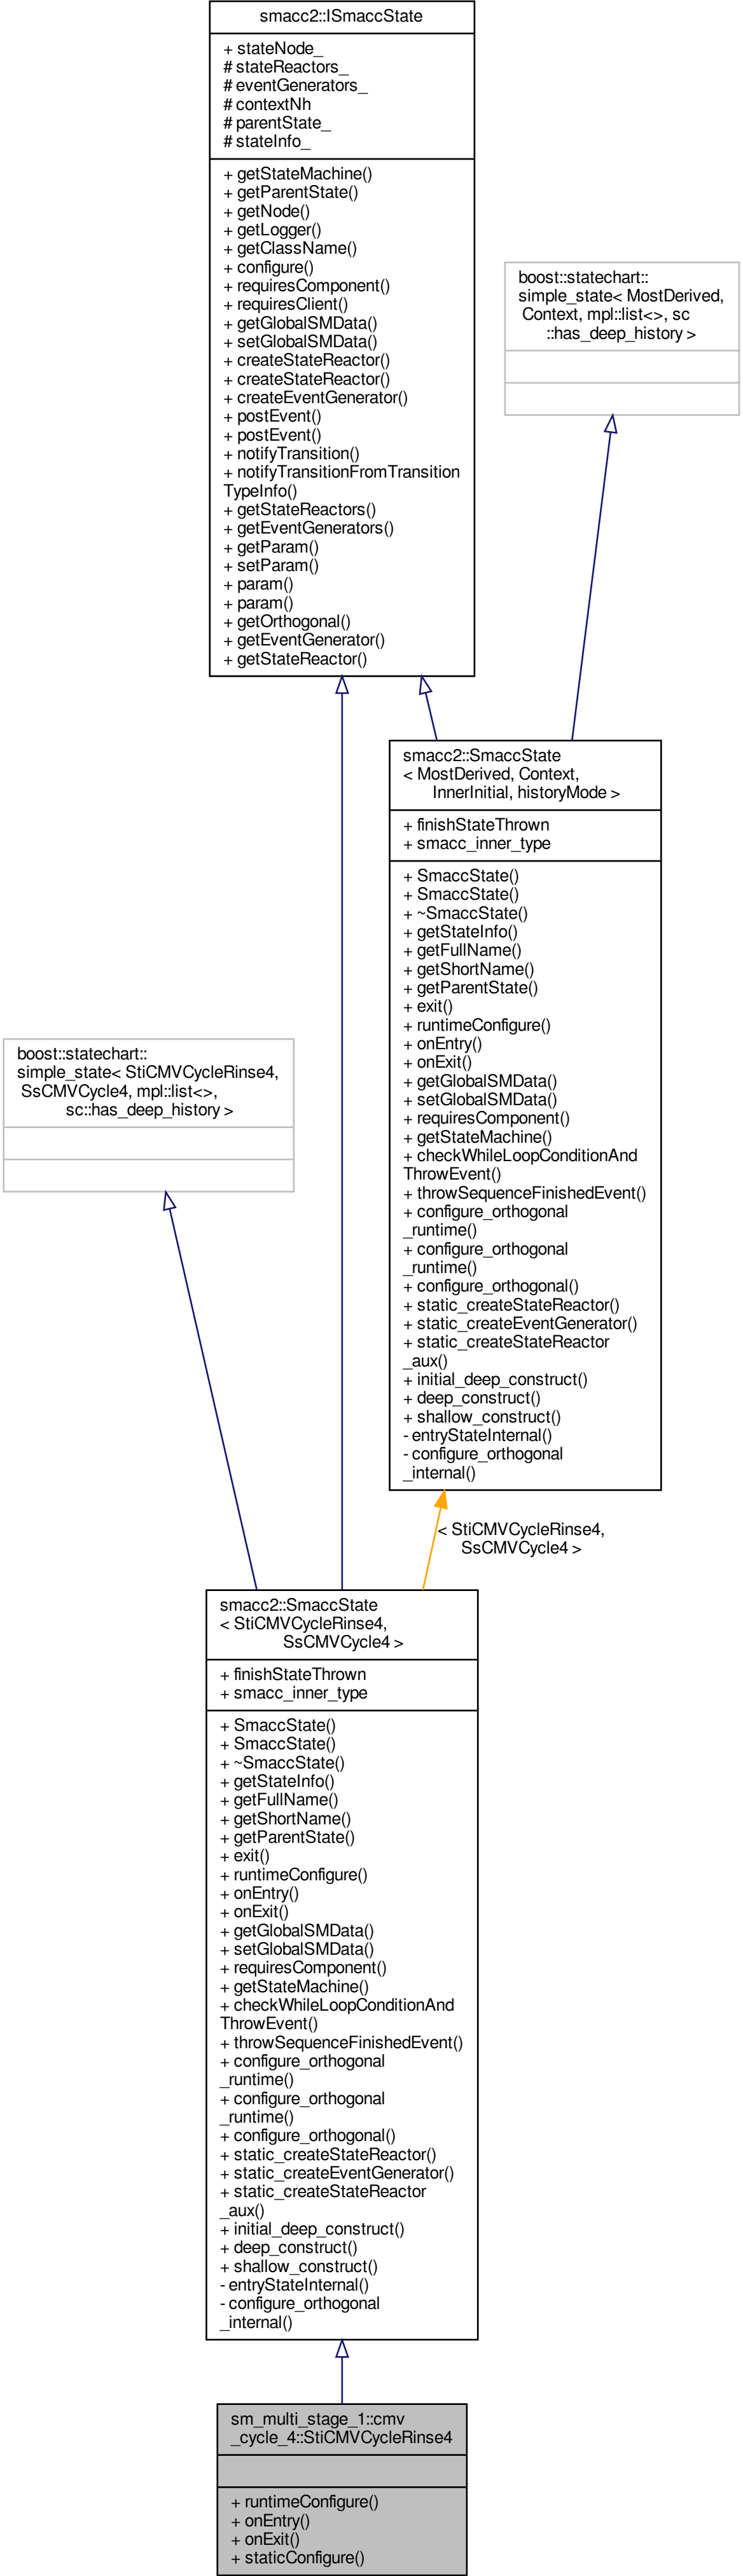 smacc2::ISmaccState
+ stateNode_
# stateReactors_
# eventGenerators_
# contextNh
# parentState_
# stateInfo_
+ getStateMachine()
+ getParentState()
+ getNode()
+ getLogger()
+ getClassName()
+ configure()
+ requiresComponent()
+ requiresClient()
+ getGlobalSMData()
+ setGlobalSMData()
+ createStateReactor()
+ createStateReactor()
+ createEventGenerator()
+ postEvent()
+ postEvent()
+ notifyTransition()
+ notifyTransitionFromTransition
TypeInfo()
+ getStateReactors()
+ getEventGenerators()
+ getParam()
+ setParam()
+ param()
+ param()
+ getOrthogonal()
+ getEventGenerator()
+ getStateReactor()
boost::statechart::
simple_state< MostDerived,
Context, mpl::list<>, sc
::has_deep_history >
smacc2::SmaccState
< MostDerived, Context,
InnerInitial, historyMode >
+ finishStateThrown
+ smacc_inner_type
+ SmaccState()
+ SmaccState()
+ ~SmaccState()
+ getStateInfo()
+ getFullName()
+ getShortName()
+ getParentState()
+ exit()
+ runtimeConfigure()
+ onEntry()
+ onExit()
+ getGlobalSMData()
+ setGlobalSMData()
+ requiresComponent()
+ getStateMachine()
+ checkWhileLoopConditionAnd
ThrowEvent()
+ throwSequenceFinishedEvent()
+ configure_orthogonal
_runtime()
+ configure_orthogonal
_runtime()
+ configure_orthogonal()
+ static_createStateReactor()
+ static_createEventGenerator()
+ static_createStateReactor
_aux()
+ initial_deep_construct()
+ deep_construct()
+ shallow_construct()
- entryStateInternal()
- configure_orthogonal
_internal()
boost::statechart::
simple_state< StiCMVCycleRinse4,
SsCMVCycle4, mpl::list<>,
sc::has_deep_history >
< StiCMVCycleRinse4,
SsCMVCycle4 >
smacc2::SmaccState
< StiCMVCycleRinse4,
SsCMVCycle4 >
+ finishStateThrown
+ smacc_inner_type
+ SmaccState()
+ SmaccState()
+ ~SmaccState()
+ getStateInfo()
+ getFullName()
+ getShortName()
+ getParentState()
+ exit()
+ runtimeConfigure()
+ onEntry()
+ onExit()
+ getGlobalSMData()
+ setGlobalSMData()
+ requiresComponent()
+ getStateMachine()
+ checkWhileLoopConditionAnd
ThrowEvent()
+ throwSequenceFinishedEvent()
+ configure_orthogonal
_runtime()
+ configure_orthogonal
_runtime()
+ configure_orthogonal()
+ static_createStateReactor()
+ static_createEventGenerator()
+ static_createStateReactor
_aux()
+ initial_deep_construct()
+ deep_construct()
+ shallow_construct()
- entryStateInternal()
- configure_orthogonal
_internal()
sm_multi_stage_1::cmv
_cycle_4::StiCMVCycleRinse4
+ runtimeConfigure()
+ onEntry()
+ onExit()
+ staticConfigure()